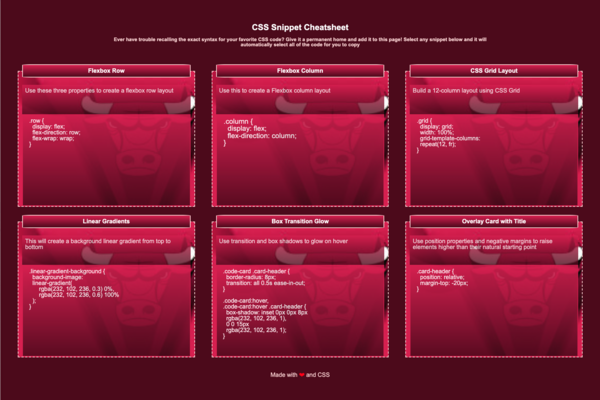 CSS Snippet Cheatsheet
Ever have trouble recalling the exact syntax for your favorite CSS code? Give it a permanent home and add it to this page! Select any snippet below and it will
automatically select all of the code for you to copy
Flexbox Row
Use these three properties to create a flexbox row layout
.row {
display: flex;
flex-direction: row;
flex-wrap: wrap;
}
Flexbox Column
Use this to create a Flexbox column layout
.column {
display: flex;
flex-direction: column;
}
CSS Grid Layout
Build a 12-column layout using CSS Grid
.grid {
display: grid;
width: 100%;
grid-template-columns:
repeat(12, fr);
}
Linear Gradients
This will create a background linear gradient from top to
bottom
.linear-gradient-background {
background-image:
linear-gradient(
rgba(232, 102, 236, 0.3) 0%,
rgba(232, 102, 236, 0.6) 100%
);
}
Box Transition Glow
Use transition and box shadows to glow on hover
.code-card .card-header {
border-radius: 8px;
transition: all 0.5s ease-in-out;
}
.code-card:hover,
.code-card:hover .card-header {
box-shadow: inset 0px 0px 8px
rgba(232, 102, 236, 1),
0 0 15px
rgba(232, 102, 236, 1);
}
Overlay Card with Title
Use position properties and negative margins to raise
elements higher than their natural starting point
.card-header {
position: relative;
margin-top: -20px;
}
Made with ❤ and CSS